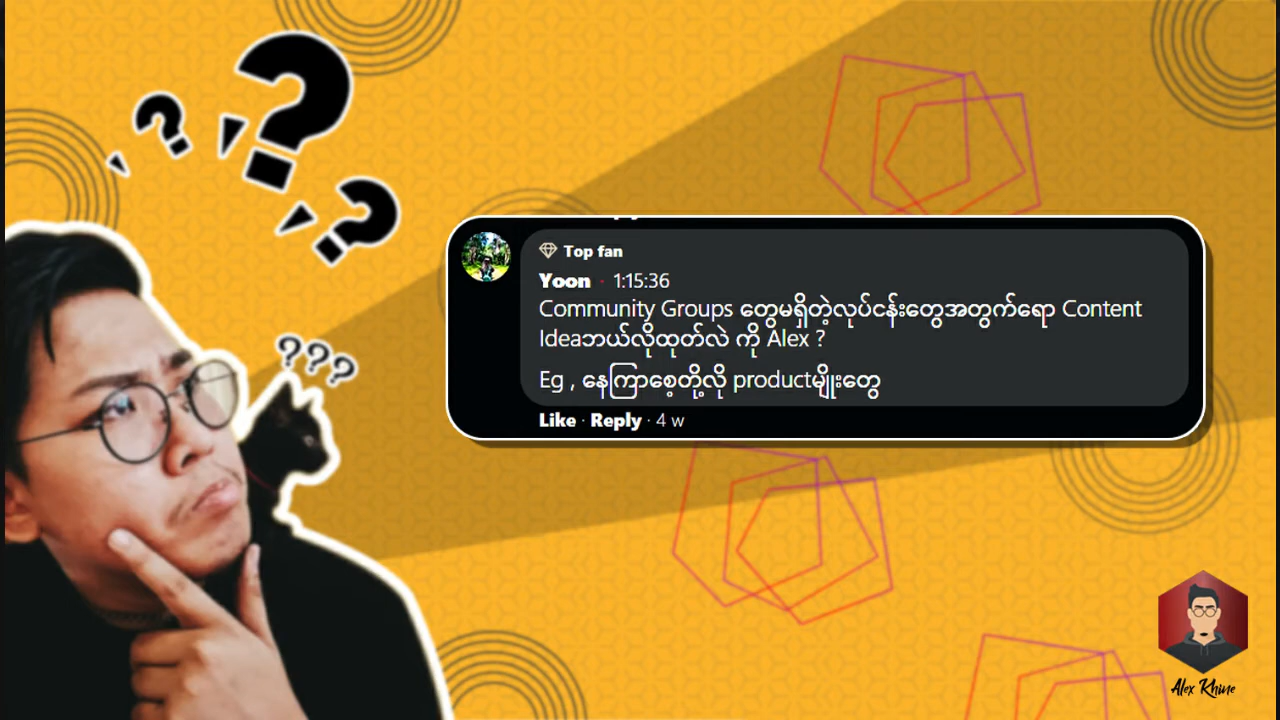 ?
?
?
???
Top fan
Yoon · 1:15:36
Community Groups တွေမရှိတဲ့လုပ်ငန်းတွေအတွက်ရော Content
Ideaဘယ်လိုထုတ်လဲ ကို Alex ?
Eg , နေကြာစေ့တို့လို productမျိုးတွေ
Like · Reply · 4 w
Alex Khine